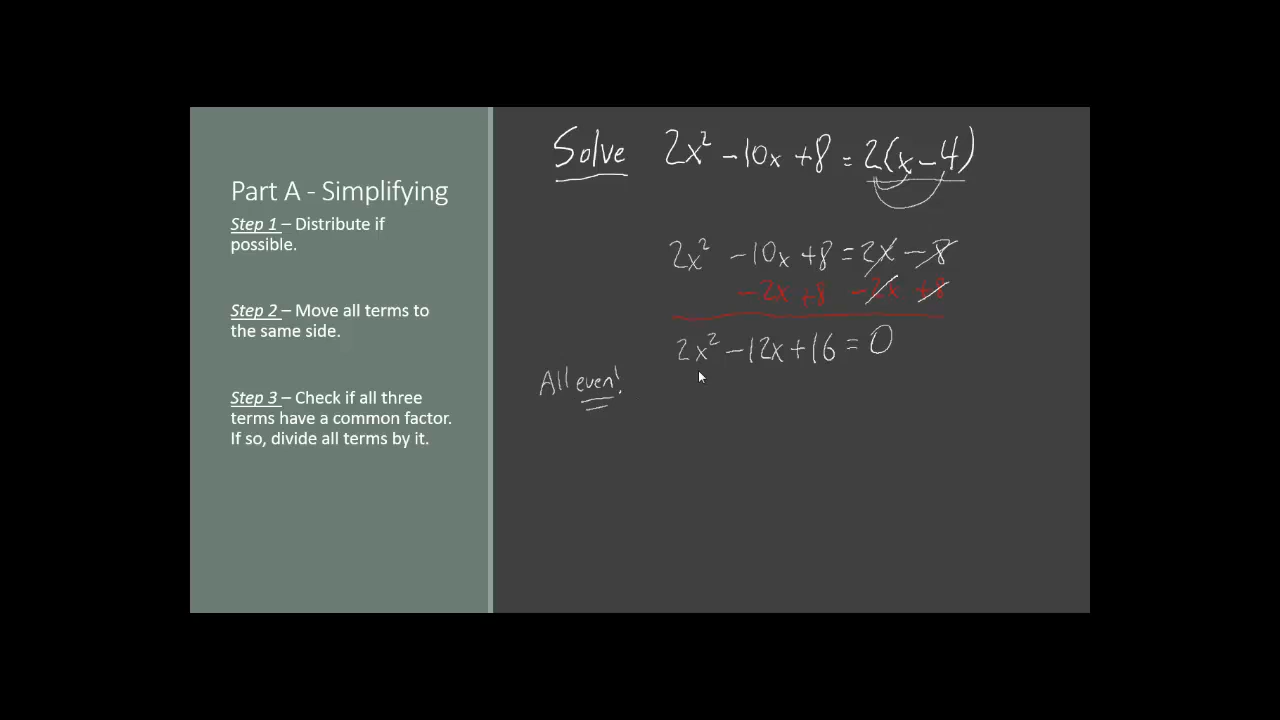 Part A - Simplifying
Step 1 – Distribute if
possible.
Step 2 – Move all terms to
the same side.
Step 3 – Check if all three
terms have a common factor.
If so, divide all terms by it.
Solve 2x² -10x +8 = 2(x-4)
2x² -10x +8 = 2x -8
-2x +8 -2x +8
2x² -12x +16 = 0
All even!